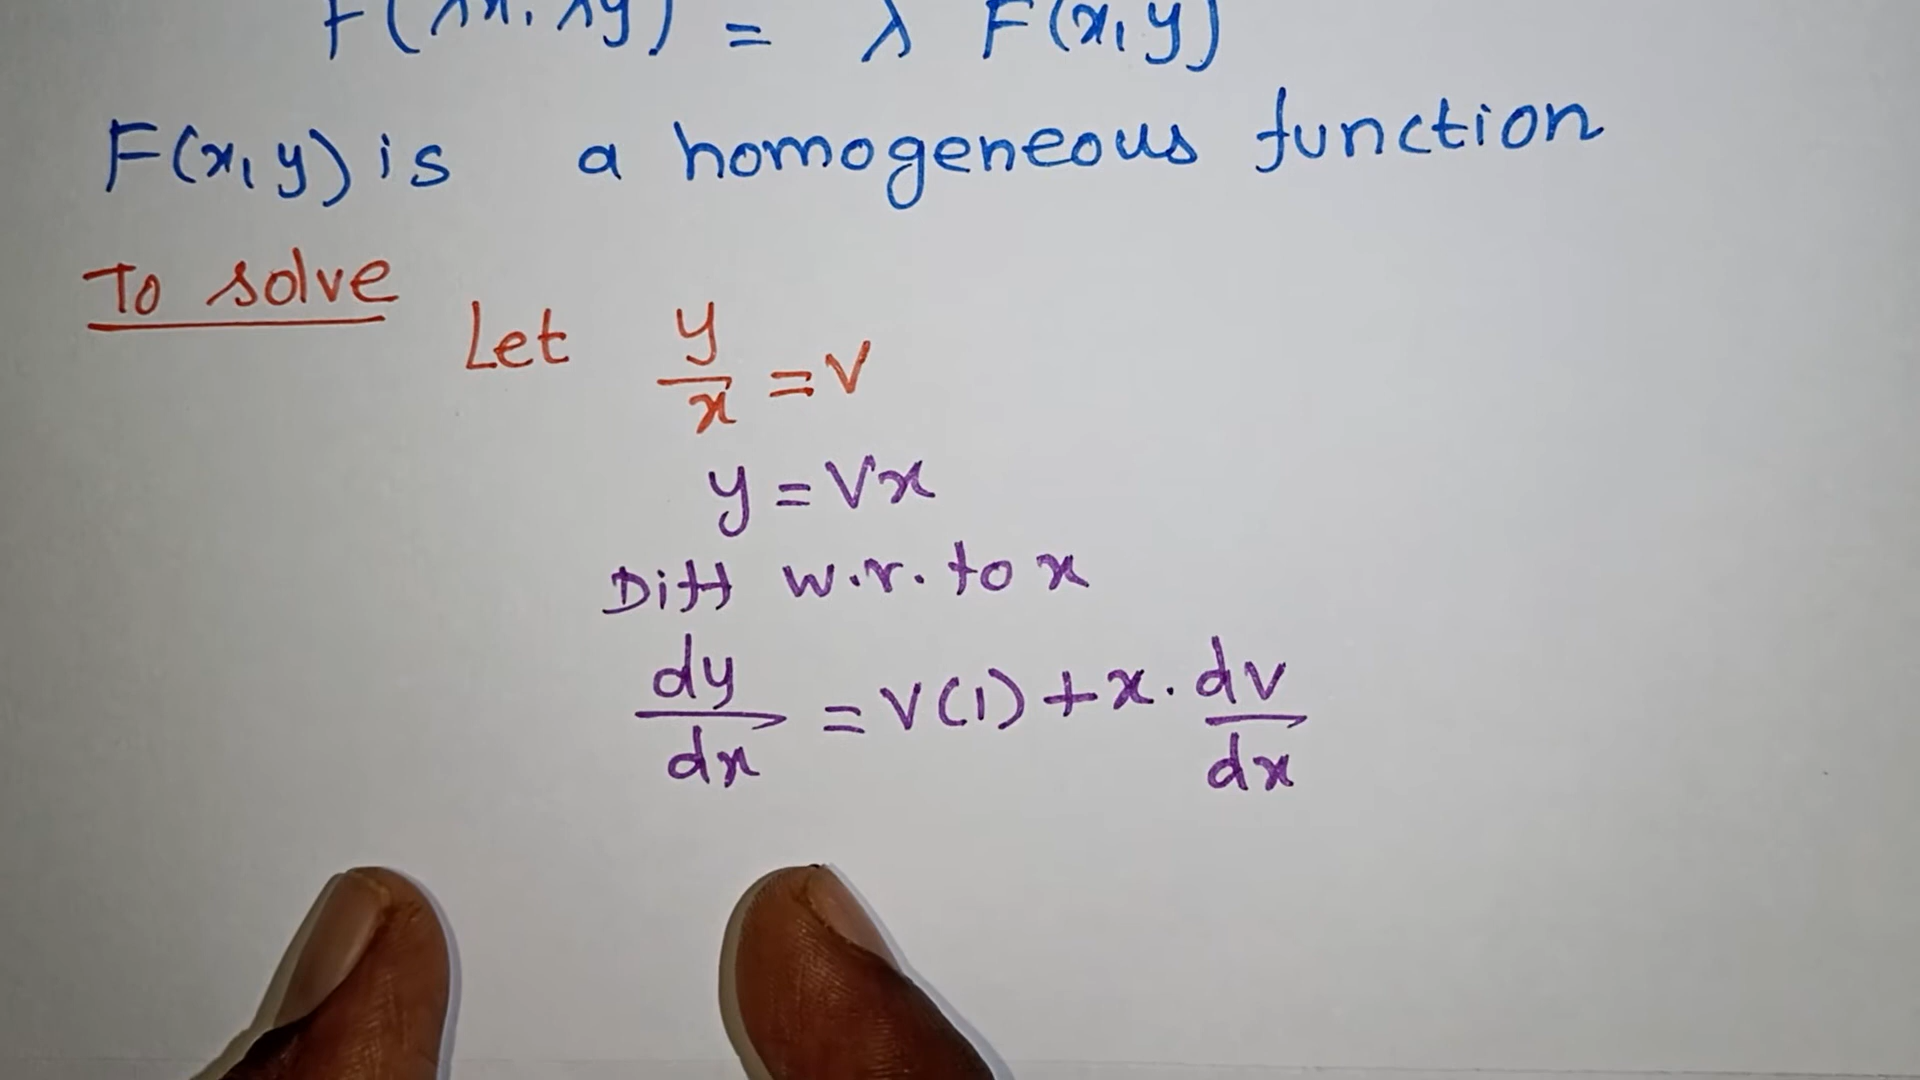 F(λx, λy) = λ F(x, y)
F(x, y) is a homogeneous function
To solve
Let y/x = V
y = Vx
Diff w.r. to x
dy/dx = V(1) + x. dv/dx